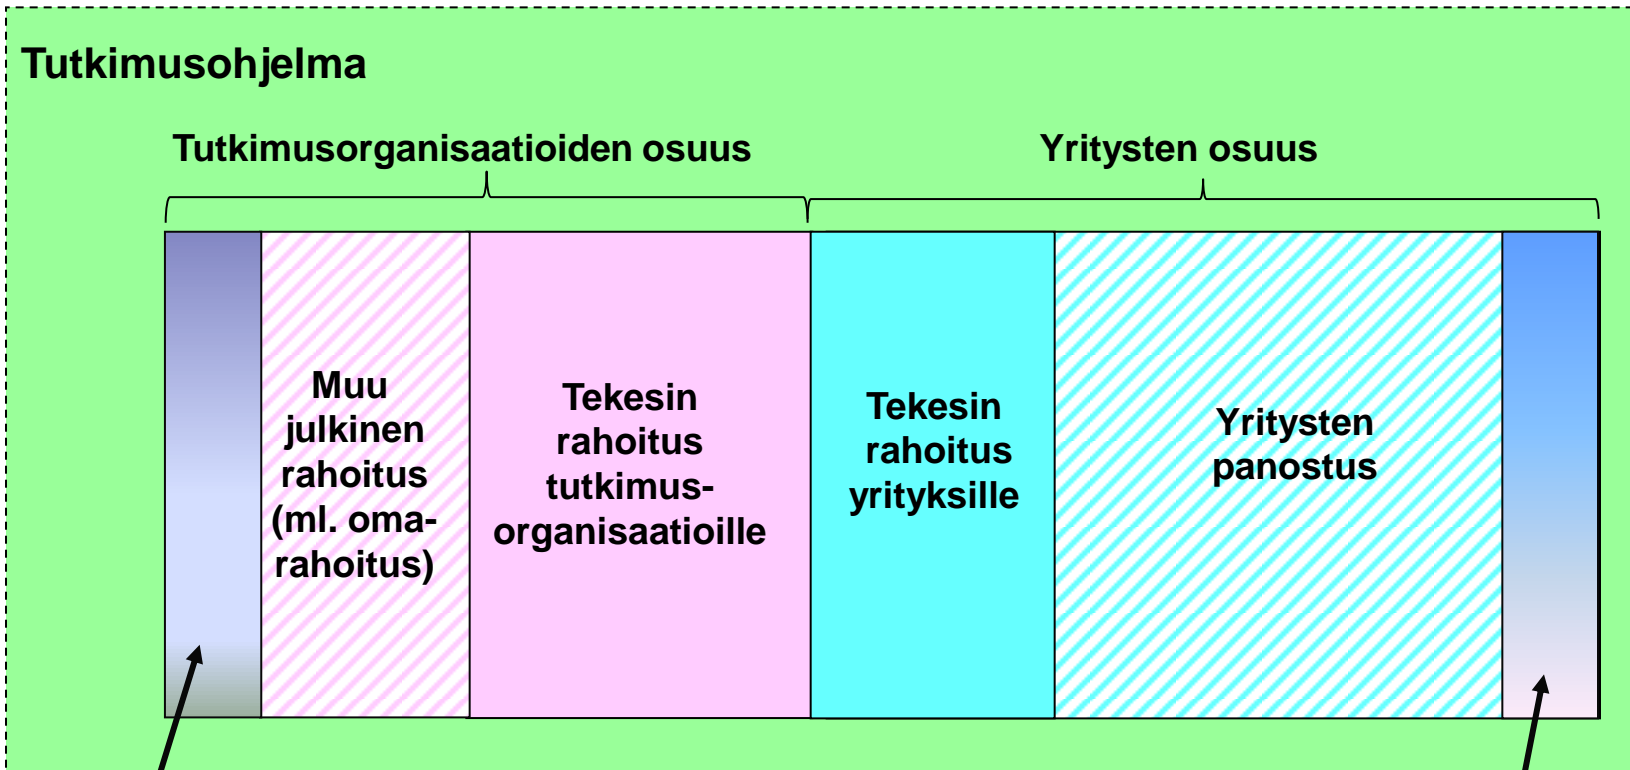 Tutkimusohjelma
Tutkimusorganisaatioiden osuus
Yritysten osuus
Muu
julkinen
rahoitus
(ml. oma-
rahoitus)
Tekesin
rahoitus
tutkimus-
organisaatioille
Tekesin
rahoitus
yrityksille
Yritysten
panostus